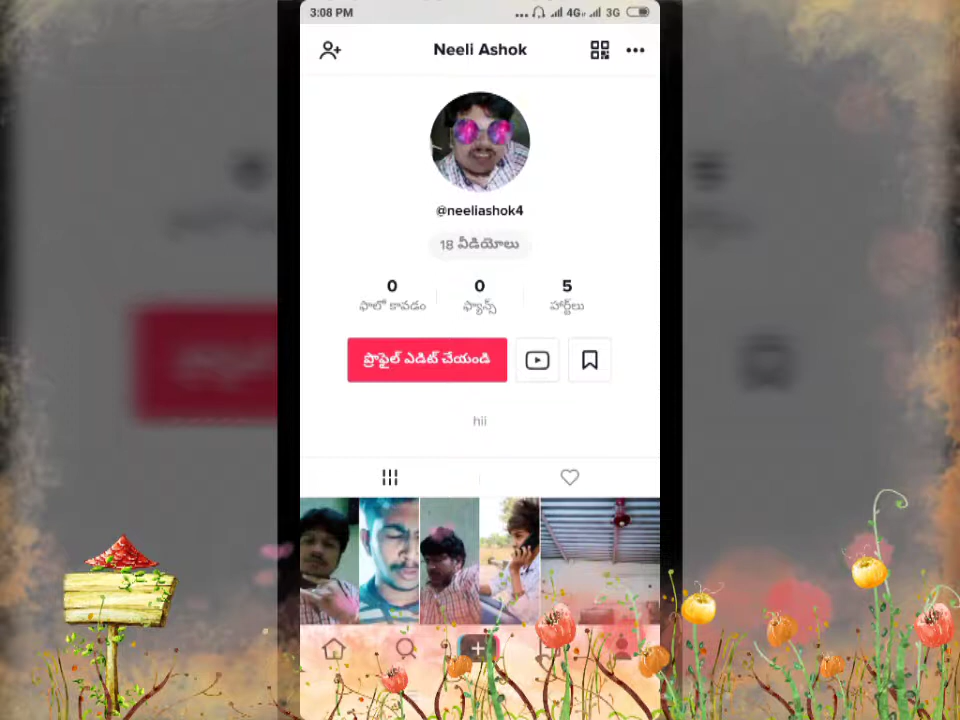 3:08 PM 4G 3G
Neeli Ashok
@neeliashok4
18 వీడియోలు
0 0 5
ఫాలో కావడం ఫ్యాన్స్ హార్ట్‌లు
ప్రొఫైల్ ఎడిట్ చేయండి
hii